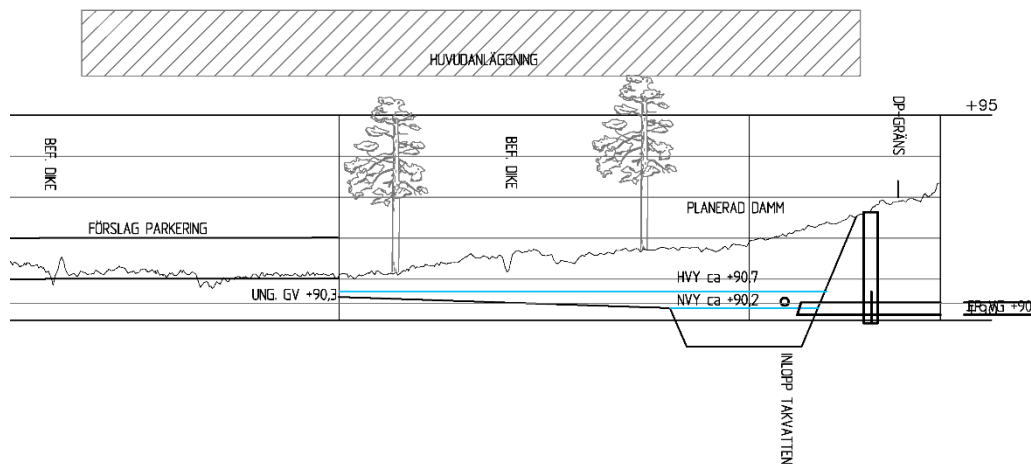 HUVUDANLÄGGNING
+95
DP-GRÄNS
BEF. DIKE
BEF. DIKE
PLANERAD DAMM
FÖRSLAG PARKERING
HVY ca +90,7
UNG. GV +90,3
NVY ca +90,2
+90
INLOPP TAKVATTEN